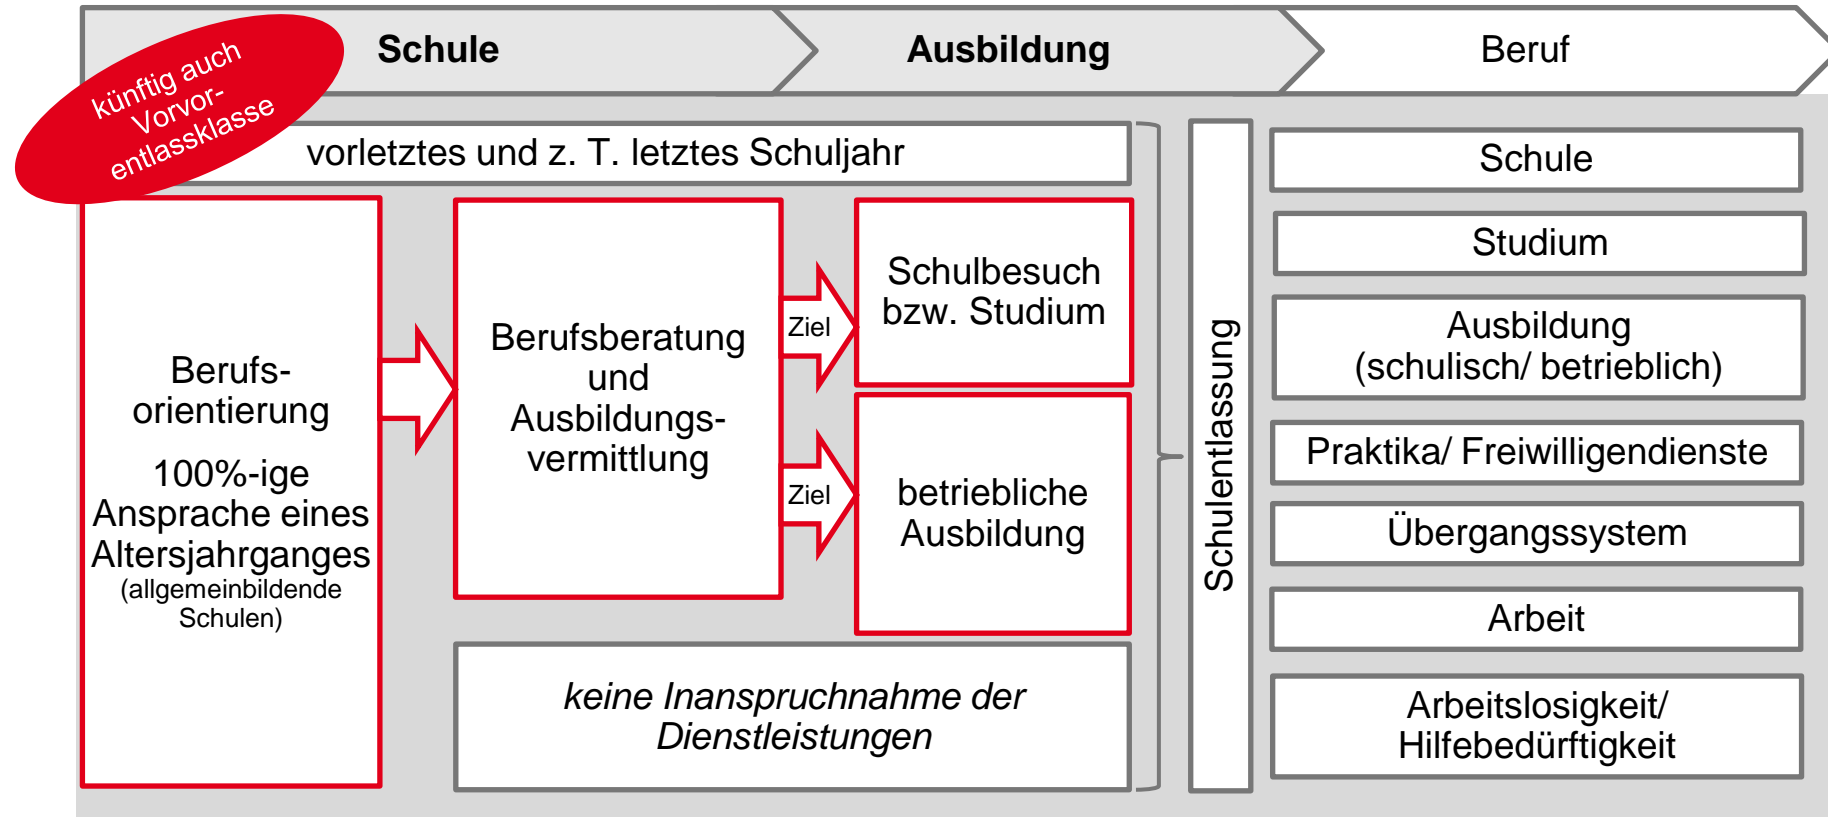 Schule
Ausbildung
Beruf
künftig auch
Vorvor-
entlassklasse
vorletztes und z. T. letztes Schuljahr
Berufs-
orientierung
100%-ige
Ansprache eines
Altersjahrganges
(allgemeinbildende
Schulen)
Berufsberatung
und
Ausbildungs-
vermittlung
Ziel
Schulbesuch
bzw. Studium
Ziel
betriebliche
Ausbildung
keine Inanspruchnahme der
Dienstleistungen
Schulentlassung
Schule
Studium
Ausbildung
(schulisch/ betrieblich)
Praktika/ Freiwilligendienste
Übergangssystem
Arbeit
Arbeitslosigkeit/
Hilfebedürftigkeit